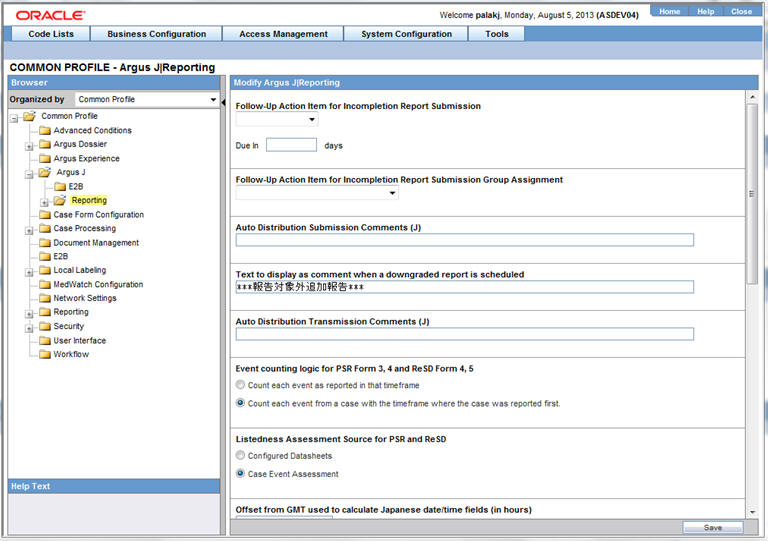 ORACLE
Welcome palakj, Monday, August 5, 2013 (ASDEV04)
Home Help Close
Code Lists Business Configuration Access Management System Configuration Tools
COMMON PROFILE - Argus J|Reporting
Browser
Organized by Common Profile
Common Profile
Advanced Conditions
Argus Dossier
Argus Experience
Argus J
E2B
Reporting
Case Form Configuration
Case Processing
Document Management
E2B
Local Labeling
MedWatch Configuration
Network Settings
Reporting
Security
User Interface
Workflow
Help Text
Modify Argus J|Reporting
Follow-Up Action Item for Incompletion Report Submission
Due In days
Follow-Up Action Item for Incompletion Report Submission Group Assignment
Auto Distribution Submission Comments (J)
Text to display as comment when a downgraded report is scheduled
***報告対象外追加報告***
Auto Distribution Transmission Comments (J)
Event counting logic for PSR Form 3, 4 and ReSD Form 4, 5
Count each event as reported in that timeframe
Count each event from a case with the timeframe where the case was reported first.
Listedness Assessment Source for PSR and ReSD
Configured Datasheets
Case Event Assessment
Offset from GMT used to calculate Japanese date/time fields (in hours)
Save